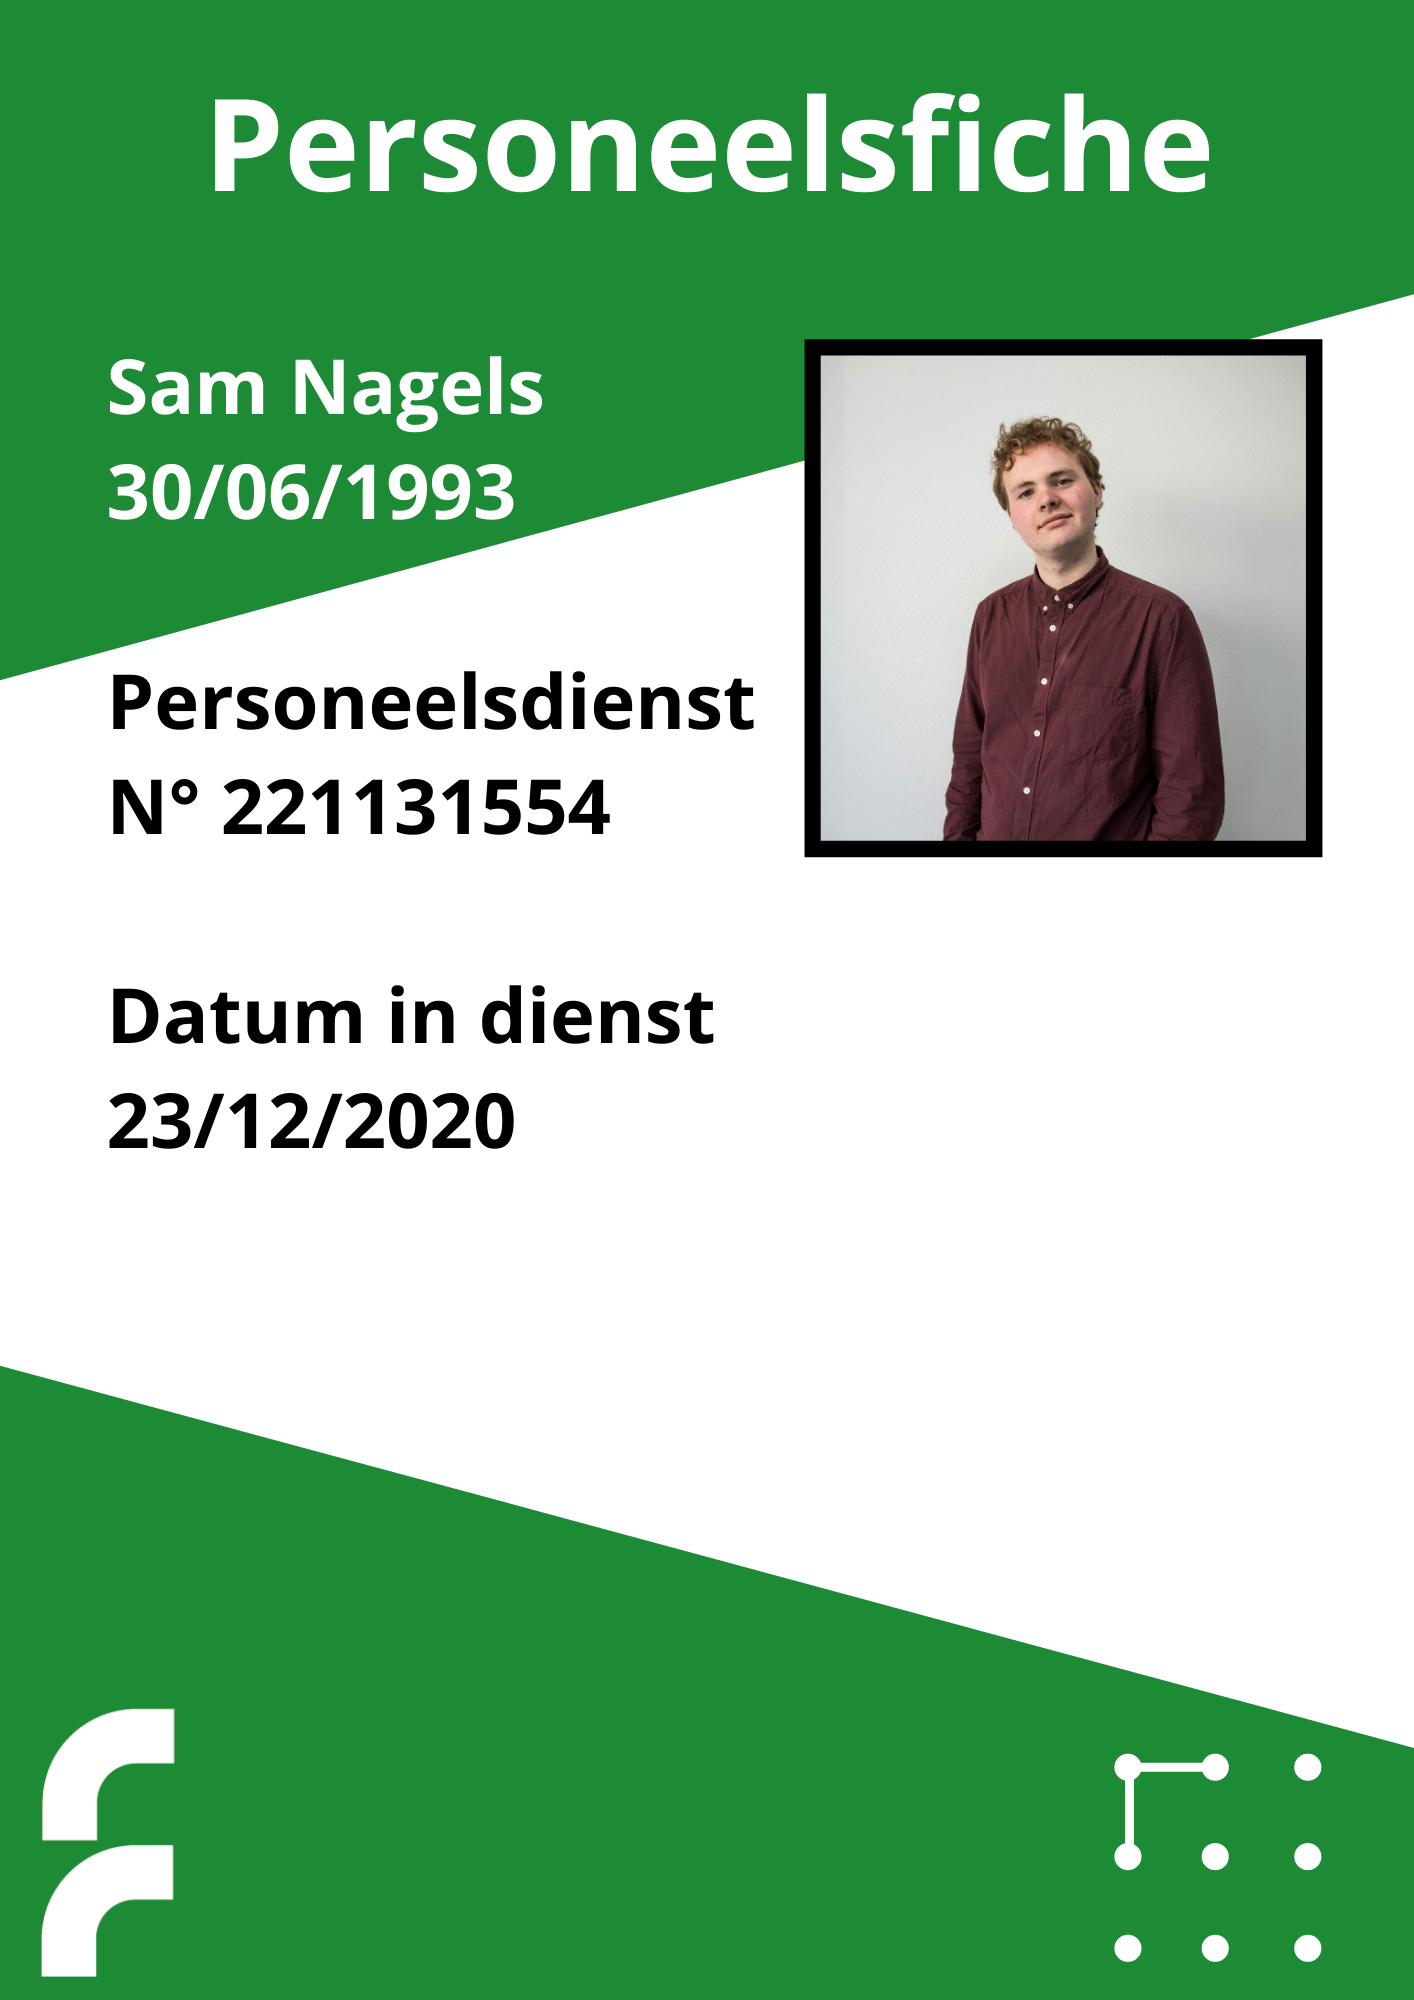 Personeelsfiche
Sam Nagels
30/06/1993
Personeelsdienst
N° 221131554
Datum in dienst
23/12/2020